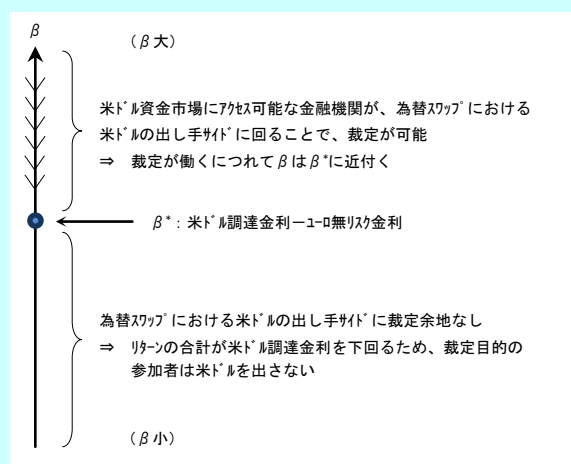 β
（β大）
米ﾄﾞﾙ資金市場にｱｸｾｽ可能な金融機関が、為替ｽﾜｯﾌﾟにおける
米ﾄﾞﾙの出し手ｻｲﾄﾞに回ることで、裁定が可能
⇒ 裁定が働くにつれてβはβ*に近付く
β*：米ﾄﾞﾙ調達金利－ﾕｰﾛ無ﾘｽｸ金利
為替ｽﾜｯﾌﾟにおける米ﾄﾞﾙの出し手ｻｲﾄﾞに裁定余地なし
⇒ ﾘﾀｰﾝの合計が米ﾄﾞﾙ調達金利を下回るため、裁定目的の
参加者は米ﾄﾞﾙを出さない
（β小）